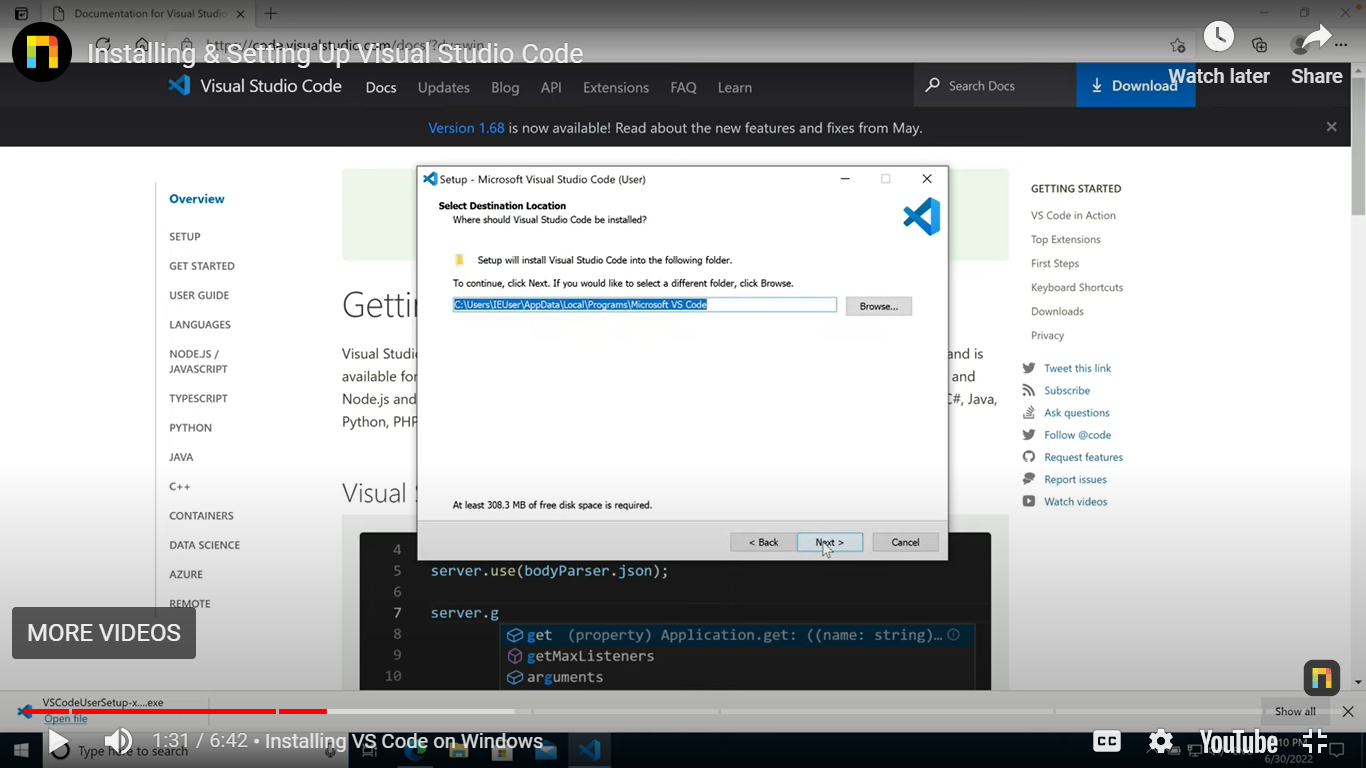 Documentation for Visual Studio
https://code.visualstudio.com/docs/?dv=win
Installing & Setting Up Visual Studio Code
Watch later
Share
Visual Studio Code
Docs
Updates
Blog
API
Extensions
FAQ
Learn
Search Docs
Download
Version 1.68 is now available! Read about the new features and fixes from May.
Overview
SETUP
GET STARTED
USER GUIDE
LANGUAGES
NODE.JS /
JAVASCRIPT
TYPESCRIPT
PYTHON
JAVA
C++
CONTAINERS
DATA SCIENCE
AZURE
REMOTE
Visual Studi
available for
Node.js and
Python, PHP
and is
and
C#, Java,
Visual
Setup - Microsoft Visual Studio Code (User)
Select Destination Location
Where should Visual Studio Code be installed?
Setup will install Visual Studio Code into the following folder.
To continue, click Next. If you would like to select a different folder, click Browse.
C:\Users\IEUser\AppData\Local\Programs\Microsoft VS Code
Browse...
At least 308.3 MB of free disk space is required.
< Back
Next >
Cancel
GETTING STARTED
VS Code in Action
Top Extensions
First Steps
Keyboard Shortcuts
Downloads
Privacy
Tweet this link
Subscribe
Ask questions
Follow @code
Request features
Report issues
Watch videos
4
5 server.use(bodyParser.json);
6
7 server.g
8 get (property) Application.get: ((name: string)...
9 getMaxListeners
10 arguments
MORE VIDEOS
VSCodeUserSetup-x....exe
Open file
Show all
1:31 / 6:42 • Installing VS Code on Windows
CC
YouTube
6/30/2022